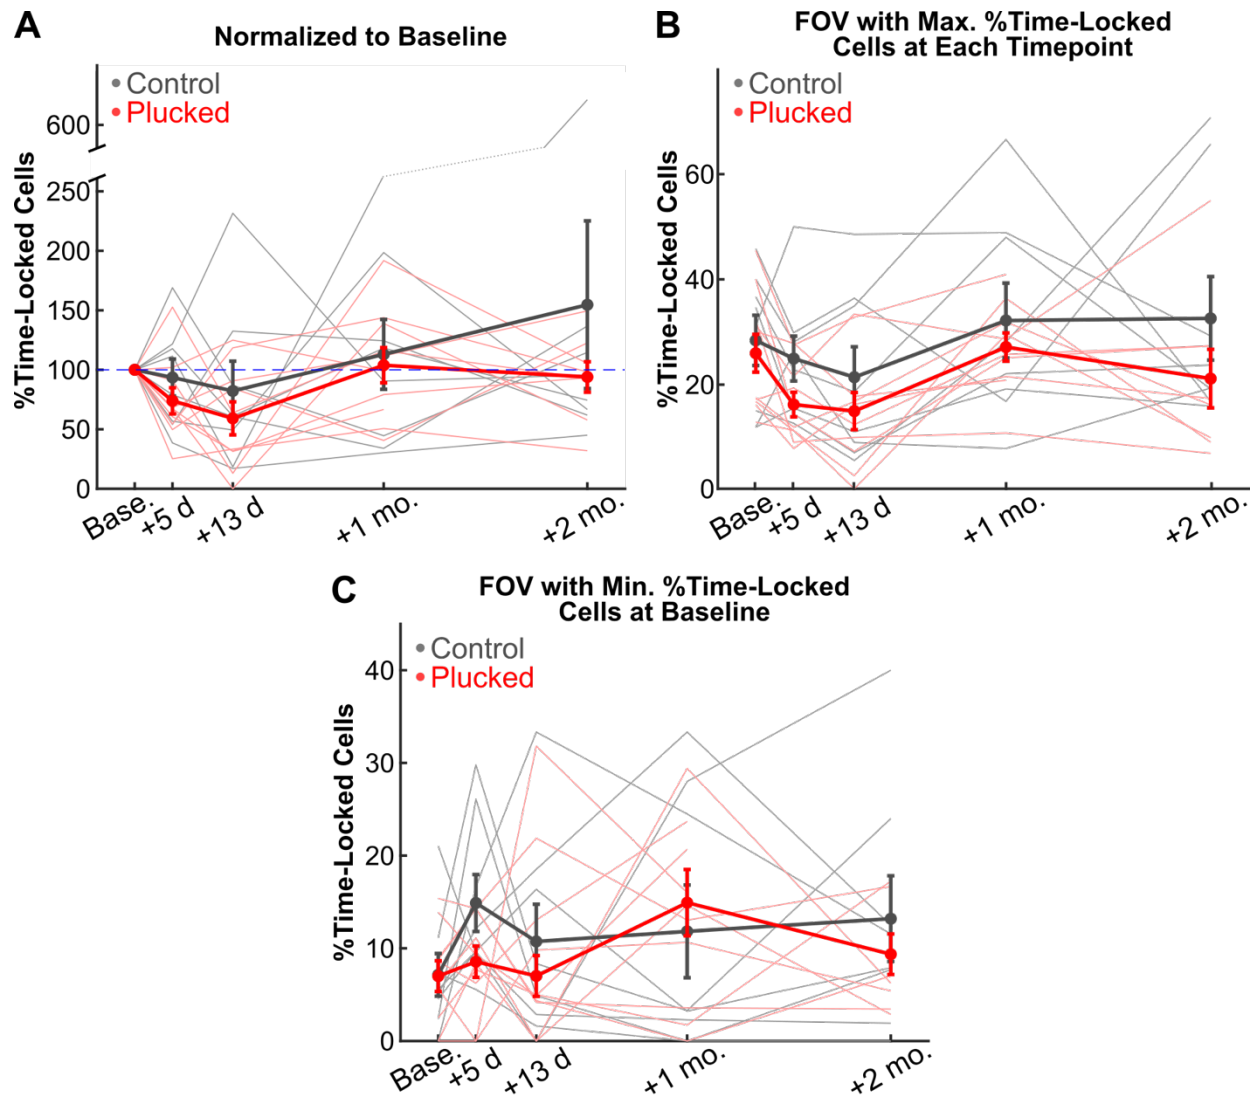 A
Normalized to Baseline
Control
Plucked
%Time-Locked Cells
600
250
200
150
100
50
0
Base.
+5 d
+13 d
+1 mo.
+2 mo.
B
FOV with Max. %Time-Locked
Cells at Each Timepoint
Control
Plucked
%Time-Locked Cells
60
40
20
0
Base.
+5 d
+13 d
+1 mo.
+2 mo.
C
FOV with Min. %Time-Locked
Cells at Baseline
Control
Plucked
%Time-Locked Cells
40
30
20
10
0
Base.
+5 d
+13 d
+1 mo.
+2 mo.